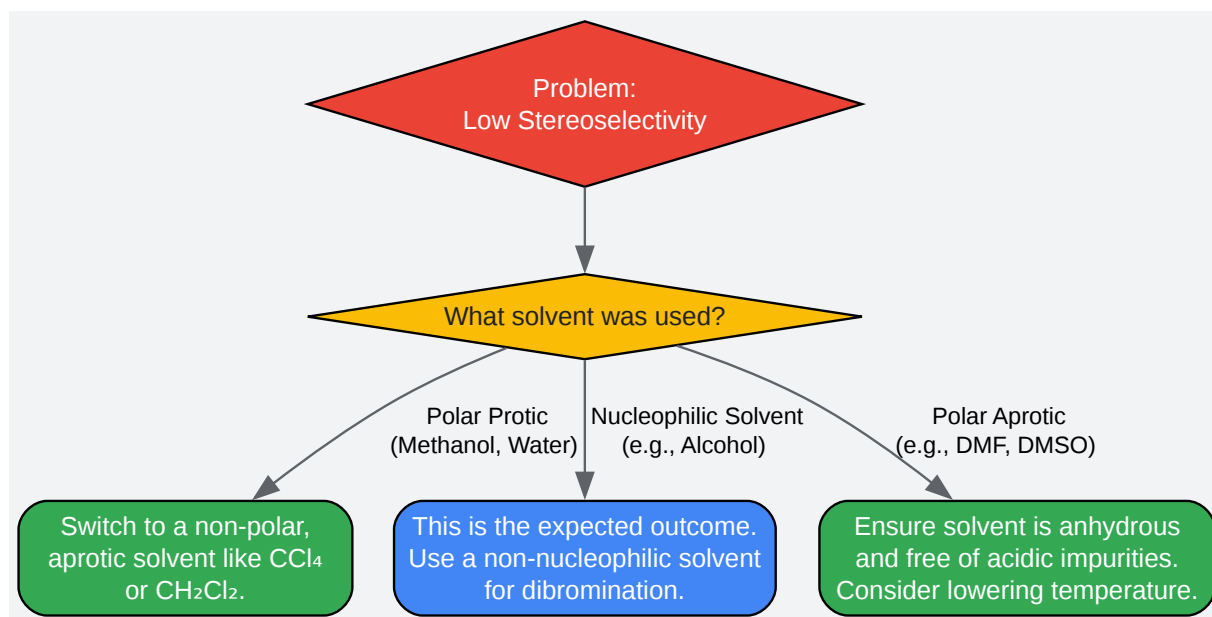 Problem:
Low Stereoselectivity
What solvent was used?
Polar Protic
(Methanol, Water)
Nucleophilic Solvent
(e.g., Alcohol)
Polar Aprotic
(e.g., DMF, DMSO)
Switch to a non-polar,
aprotic solvent like CCl₄
or CH₂Cl₂.
This is the expected outcome.
Use a non-nucleophilic solvent
for dibromination.
Ensure solvent is anhydrous
and free of acidic impurities.
Consider lowering temperature.